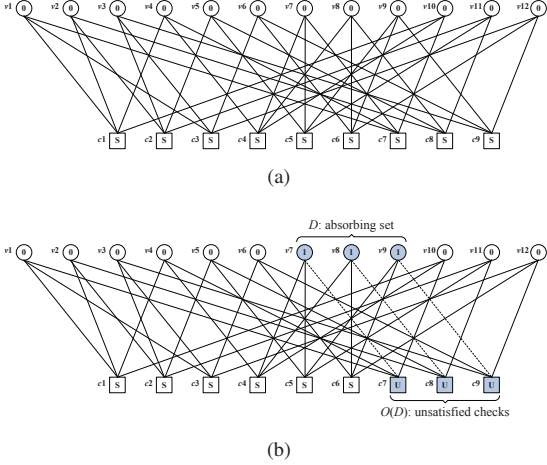 v1 0 v2 0 v3 0 v4 0 v5 0 v6 0 v7 0 v8 0 v9 0 v10 0 v11 0 v12 0
c1 S c2 S c3 S c4 S c5 S c6 S c7 S c8 S c9 S
(a)
D: absorbing set
v1 0 v2 0 v3 0 v4 0 v5 0 v6 0 v7 1 v8 1 v9 1 v10 0 v11 0 v12 0
c1 S c2 S c3 S c4 S c5 S c6 S c7 U c8 U c9 U
O(D): unsatisfied checks
(b)